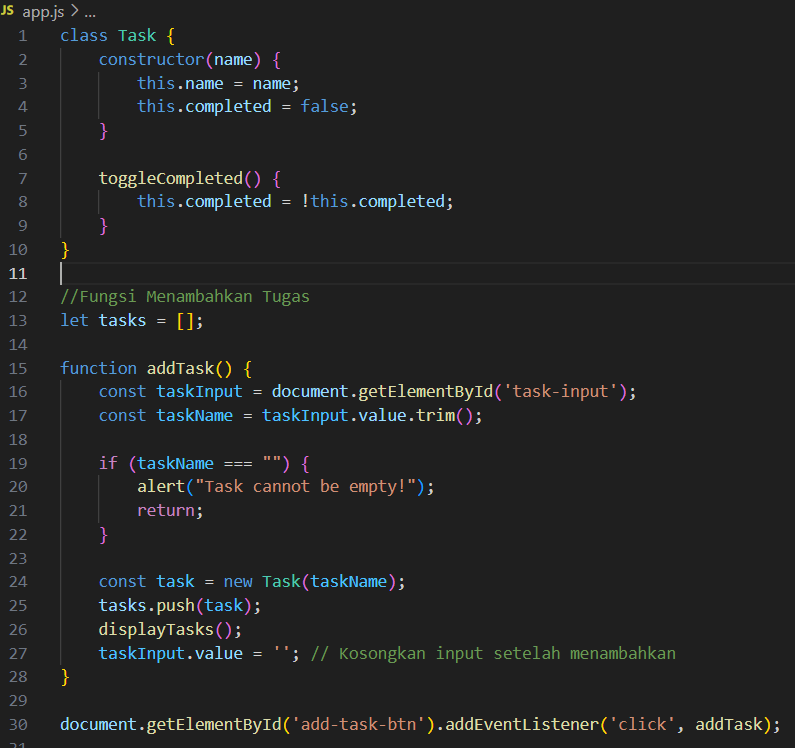 JS app.js > ...
1 class Task {
2     constructor(name) {
3         this.name = name;
4         this.completed = false;
5     }
6
7     toggleCompleted() {
8         this.completed = !this.completed;
9     }
10 }
11
12 //Fungsi Menambahkan Tugas
13 let tasks = [];
14
15 function addTask() {
16     const taskInput = document.getElementById('task-input');
17     const taskName = taskInput.value.trim();
18
19     if (taskName === "") {
20         alert("Task cannot be empty!");
21         return;
22     }
23
24     const task = new Task(taskName);
25     tasks.push(task);
26     displayTasks();
27     taskInput.value = ''; // Kosongkan input setelah menambahkan
28 }
29
30 document.getElementById('add-task-btn').addEventListener('click', addTask);
31